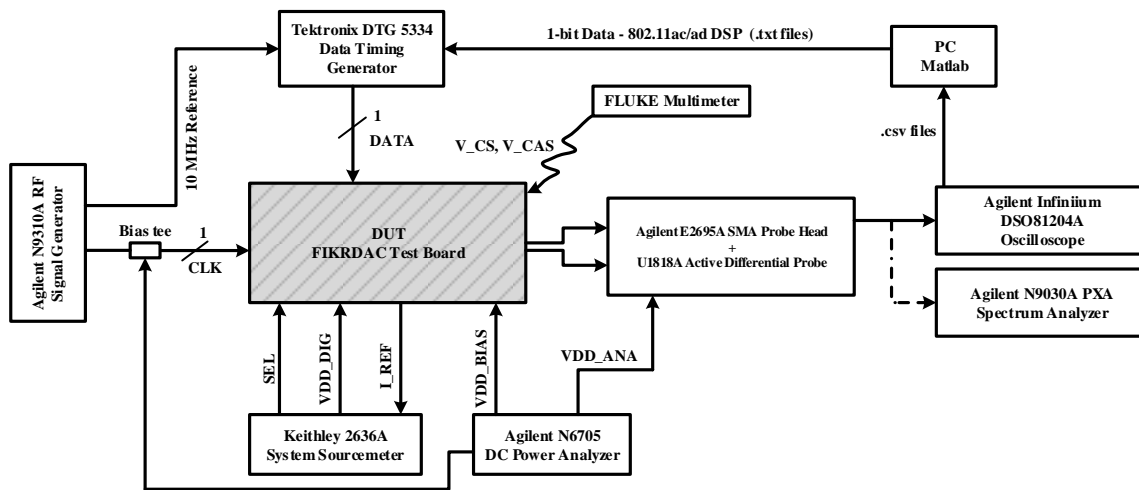 Tektronix DTG 5334
Data Timing
Generator
1-bit Data - 802.11ac/ad DSP (.txt files)
PC
Matlab
10 MHz Reference
1
DATA
FLUKE Multimeter
V_CS, V_CAS
.csv files
Agilent N9310A RF
Signal Generator
Bias tee
1
CLK
DUT
FIKRDAC Test Board
Agilent E2695A SMA Probe Head
+
U1818A Active Differential Probe
Agilent Infiniium
DSO81204A
Oscilloscope
Agilent N9030A PXA
Spectrum Analyzer
SEL
VDD_DIG
I_REF
VDD_BIAS
VDD_ANA
Keithley 2636A
System Sourcemeter
Agilent N6705
DC Power Analyzer